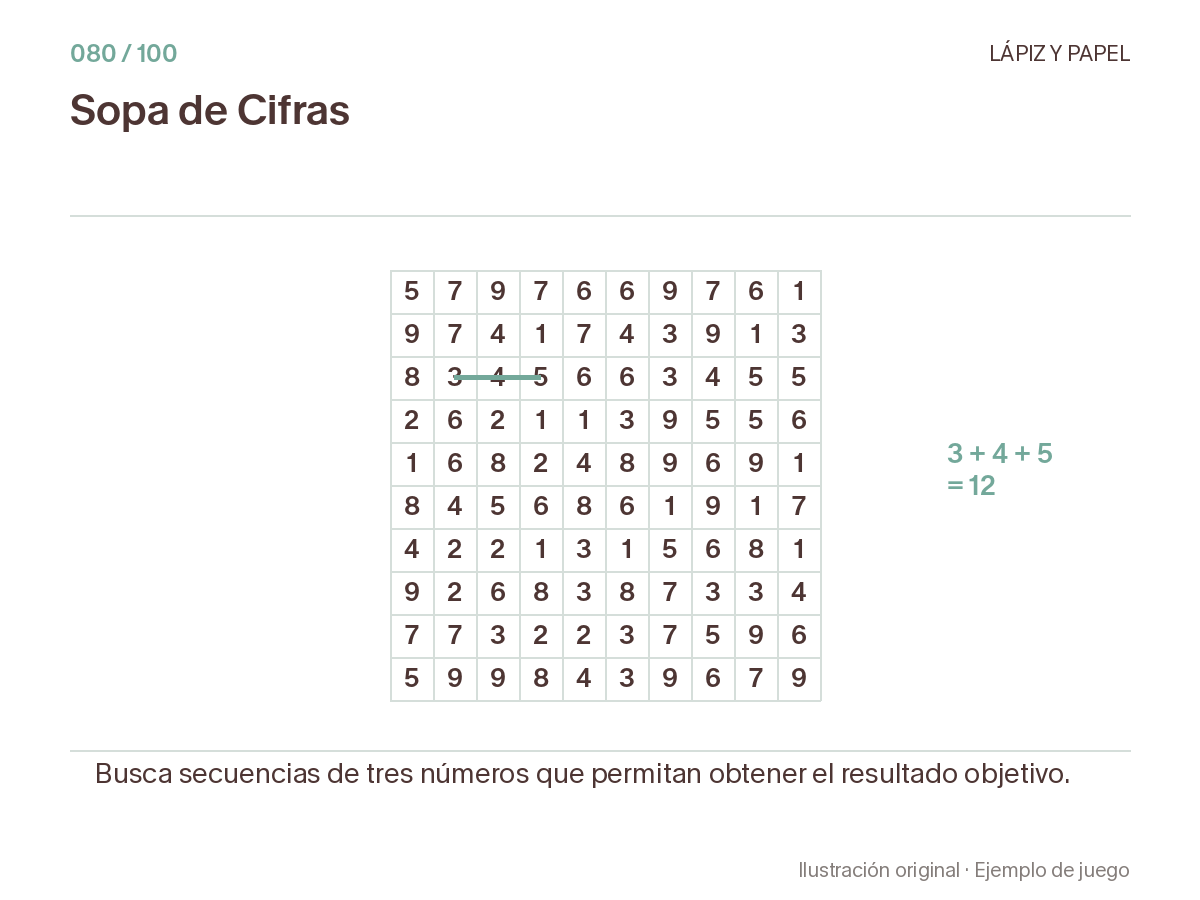 080 / 100
LÁPIZ Y PAPEL
Sopa de Cifras
5 7 9 7 6 6 9 7 6 1
9 7 4 1 7 4 3 9 1 3
8 3 4 5 6 6 3 4 5 5
2 6 2 1 1 3 9 5 5 6
1 6 8 2 4 8 9 6 9 1
8 4 5 6 8 6 1 9 1 7
4 2 2 1 3 1 5 6 8 1
9 2 6 8 3 8 7 3 3 4
7 7 3 2 2 3 7 5 9 6
5 9 9 8 4 3 9 6 7 9
3 + 4 + 5
= 12
Busca secuencias de tres números que permitan obtener el resultado objetivo.
Ilustración original · Ejemplo de juego